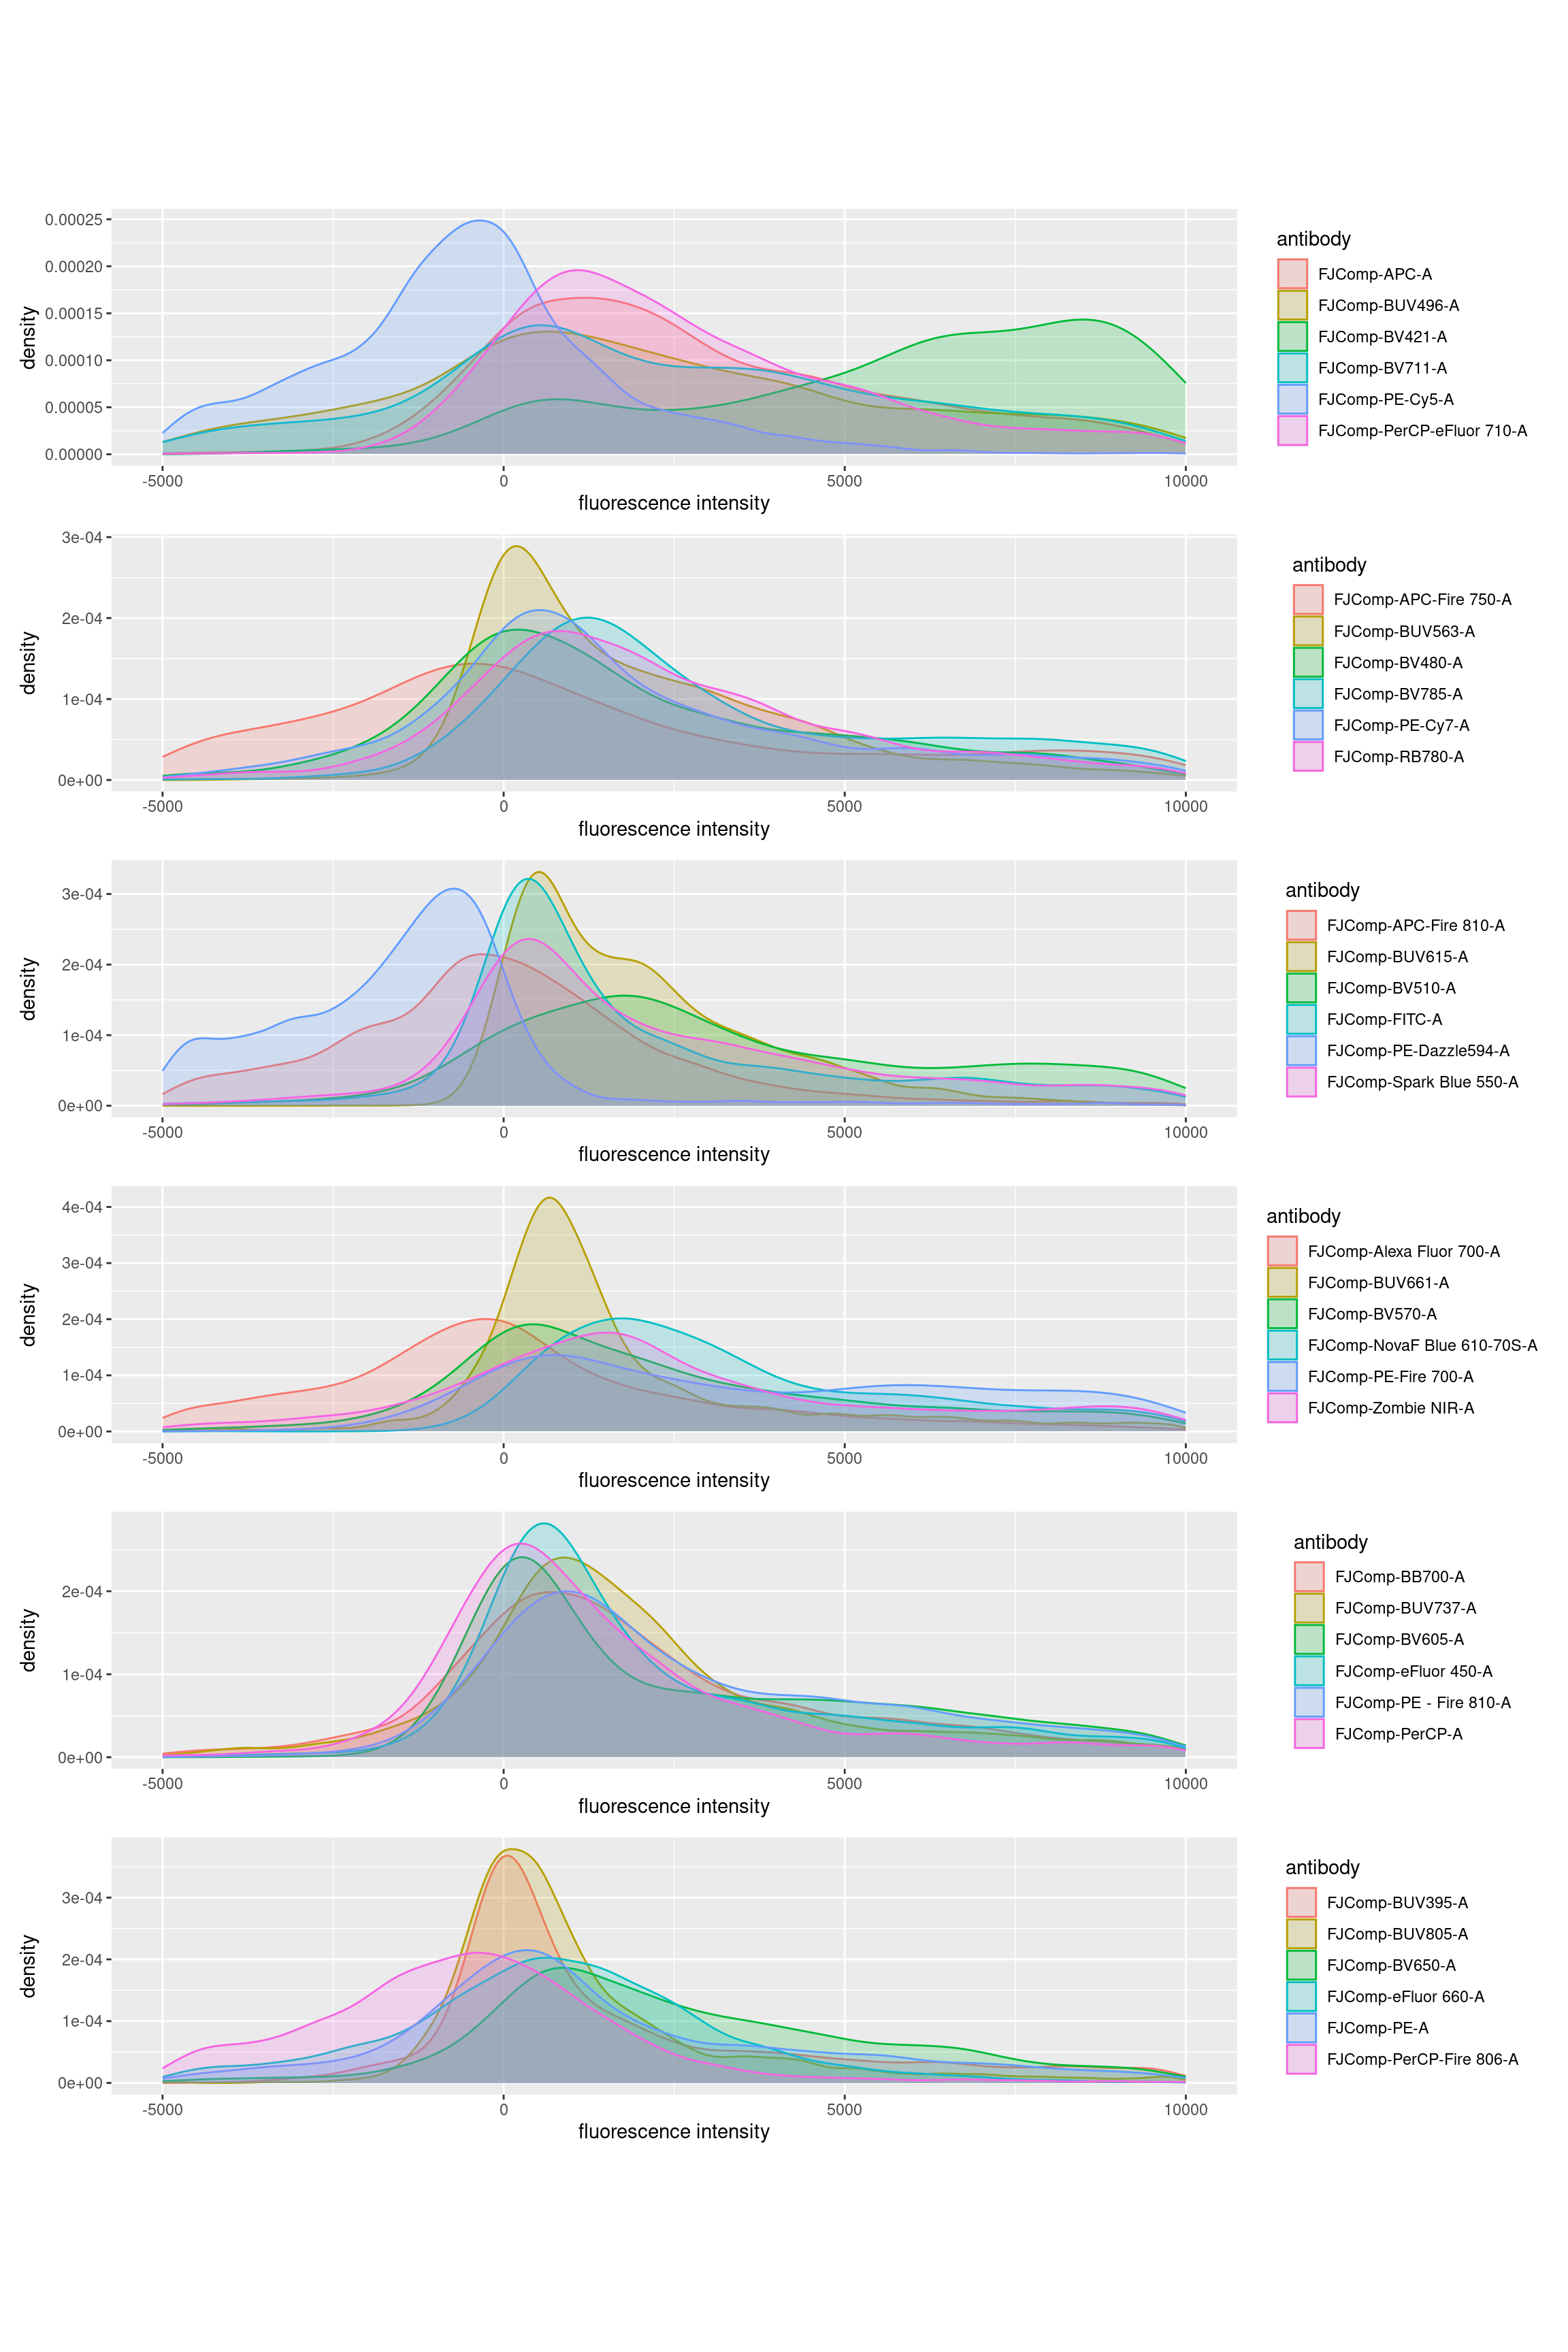 antibody
0.00025
FJComp-APC-A
0.00020
FJComp-BUV496-A
0.00015
FJComp-BV421-A
density
0.00010
FJComp-BV711-A
0.00005
FJComp-PE-Cy5-A
0.00000
FJComp-PerCP-eFluor 710-A
-5000 0 5000 10000
fluorescence intensity
3e-04
antibody
FJComp-APC-Fire 750-A
2e-04
FJComp-BUV563-A
density
FJComp-BV480-A
1e-04
FJComp-BV785-A
FJComp-PE-Cy7-A
0e+00
FJComp-RB780-A
-5000 0 5000 10000
fluorescence intensity
3e-04
antibody
FJComp-APC-Fire 810-A
2e-04
FJComp-BUV615-A
density
FJComp-BV510-A
1e-04
FJComp-FITC-A
FJComp-PE-Dazzle594-A
0e+00
FJComp-Spark Blue 550-A
-5000 0 5000 10000
fluorescence intensity
4e-04
antibody
3e-04
FJComp-Alexa Fluor 700-A
FJComp-BUV661-A
2e-04
FJComp-BV570-A
density
FJComp-NovaF Blue 610-70S-A
1e-04
FJComp-PE-Fire 700-A
0e+00
FJComp-Zombie NIR-A
-5000 0 5000 10000
fluorescence intensity
antibody
FJComp-BB700-A
2e-04
FJComp-BUV737-A
density
FJComp-BV605-A
1e-04
FJComp-eFluor 450-A
FJComp-PE - Fire 810-A
0e+00
FJComp-PerCP-A
-5000 0 5000 10000
fluorescence intensity
antibody
3e-04
FJComp-BUV395-A
FJComp-BUV805-A
2e-04
FJComp-BV650-A
density
FJComp-eFluor 660-A
1e-04
FJComp-PE-A
0e+00
FJComp-PerCP-Fire 806-A
-5000 0 5000 10000
fluorescence intensity